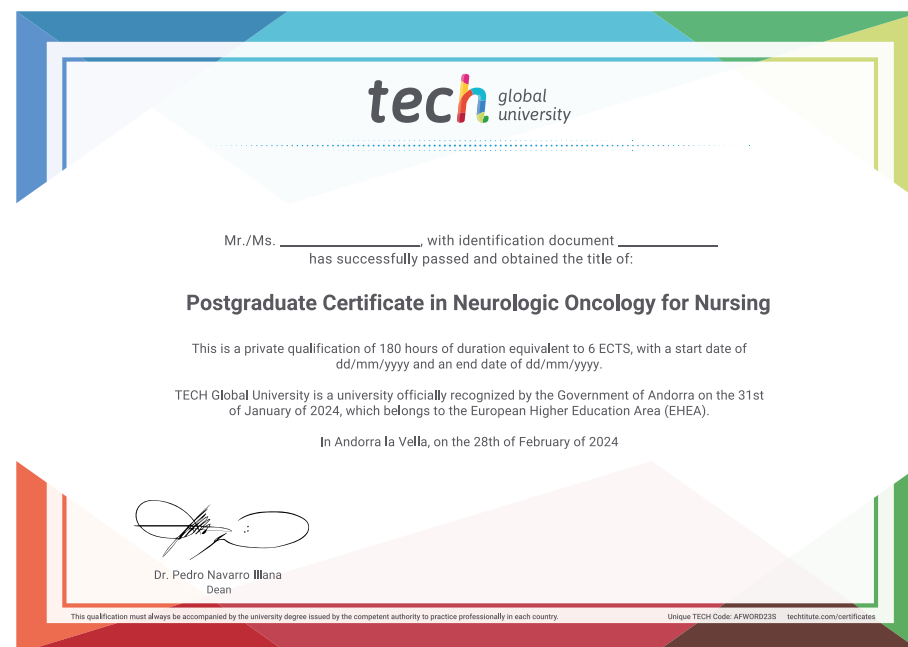 tech global university
Mr./Ms. ____________________, with identification document ______________
has successfully passed and obtained the title of:
Postgraduate Certificate in Neurologic Oncology for Nursing
This is a private qualification of 180 hours of duration equivalent to 6 ECTS, with a start date of
dd/mm/yyyy and an end date of dd/mm/yyyy.
TECH Global University is a university officially recognized by the Government of Andorra on the 31st
of January of 2024, which belongs to the European Higher Education Area (EHEA).
In Andorra la Vella, on the 28th of February of 2024
Dr. Pedro Navarro Illana
Dean
This qualification must always be accompanied by the university degree issued by the competent authority to practice professionally in each country.
Unique TECH Code: AFWORD23S techtitute.com/certificates